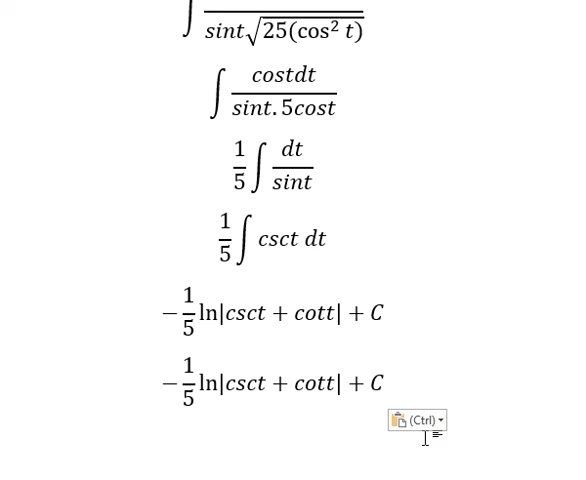 ∫ sint√25(cos² t)
∫ costdt / sint.5cost
1/5 ∫ dt / sint
1/5 ∫ csct dt
−1/5 ln|csct + cott| + C
−1/5 ln|csct + cott| + C
(Ctrl)